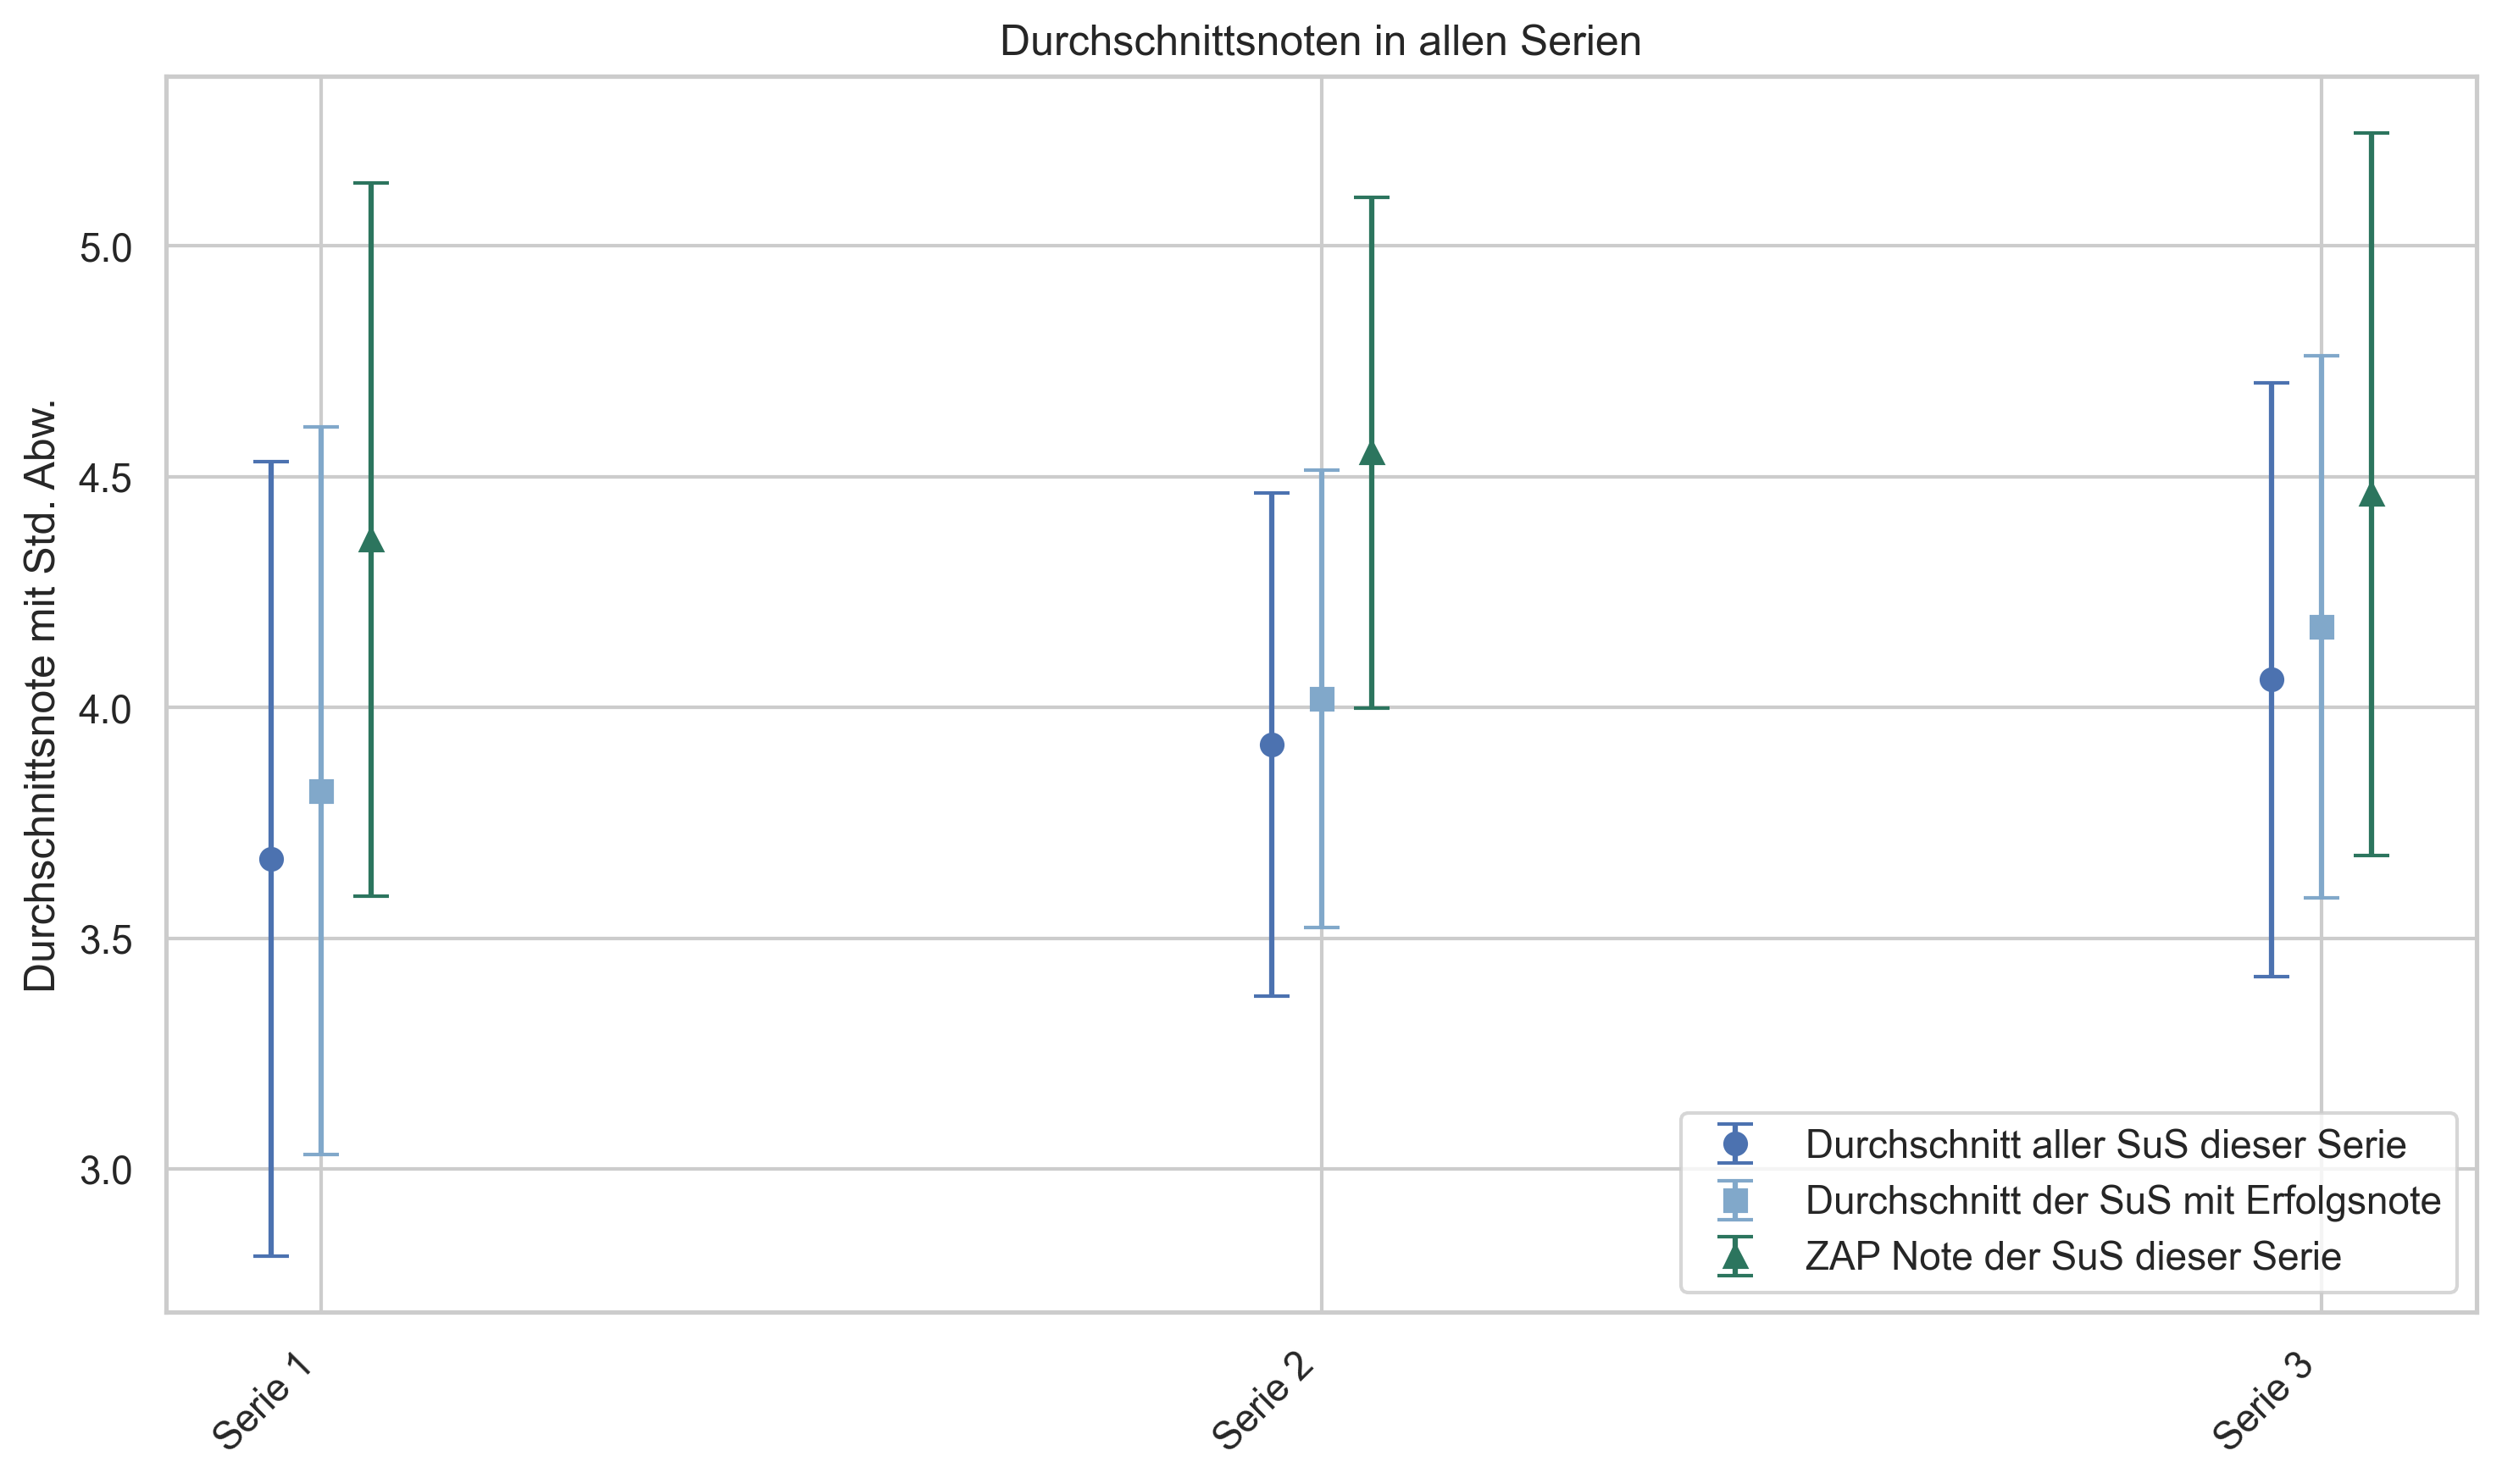 Durchschnittsnoten in allen Serien
Durchschnittsnote mit Std. Abw.
5.0
4.5
4.0
3.5
3.0
Durchschnitt aller SuS dieser Serie
Durchschnitt der SuS mit Erfolgsnote
ZAP Note der SuS dieser Serie
Serie 1
Serie 2
Serie 3